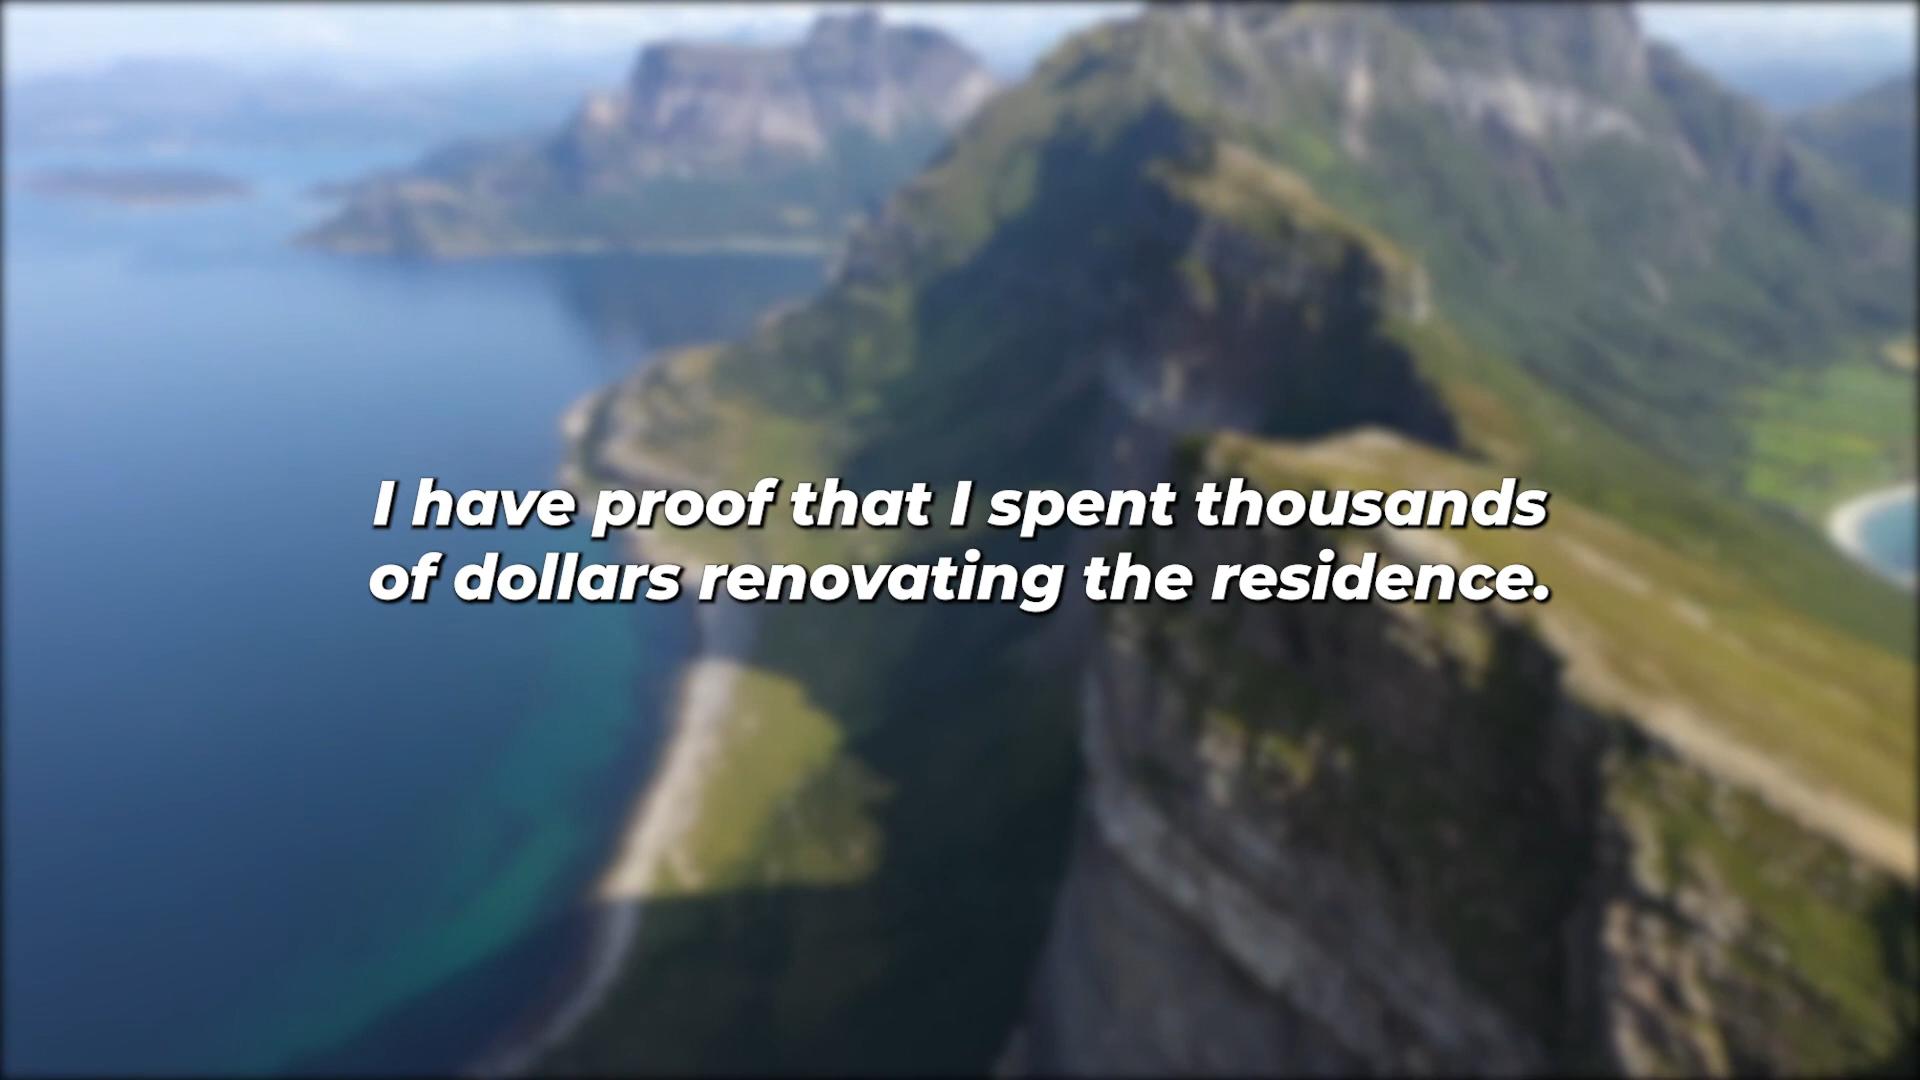 I have proof that I spent thousands
of dollars renovating the residence.